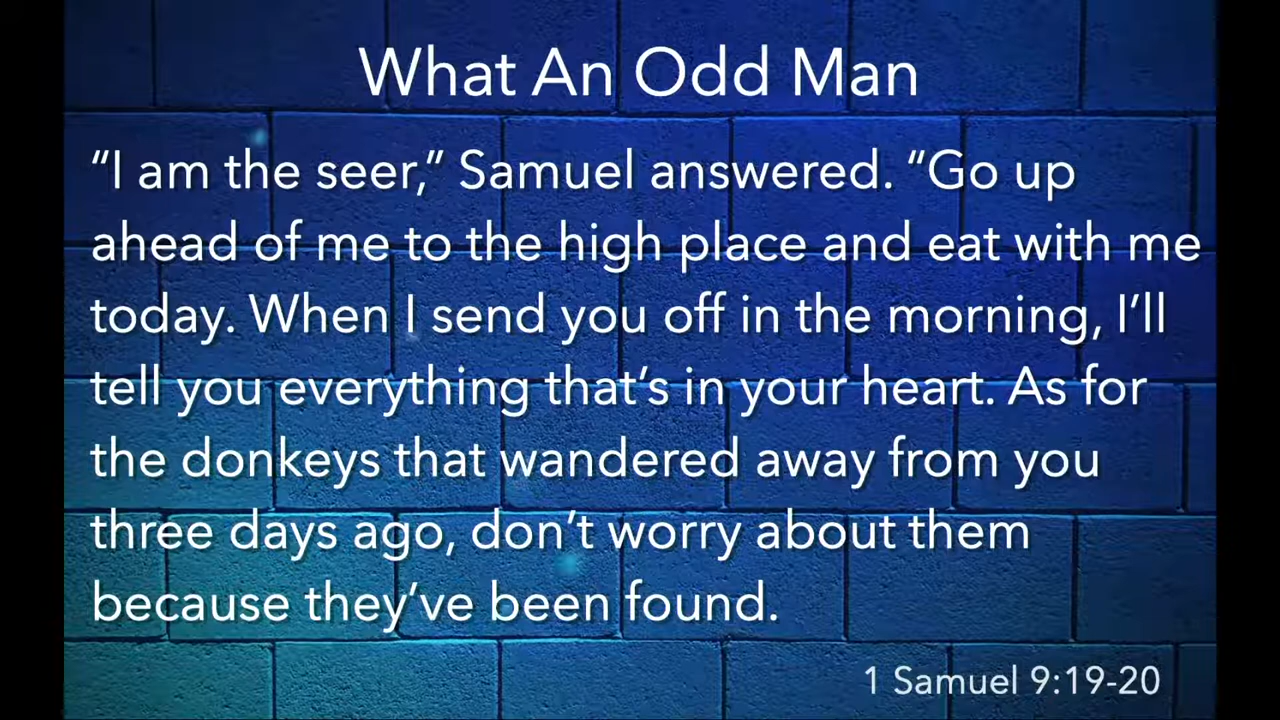 What An Odd Man
“I am the seer,” Samuel answered. “Go up
ahead of me to the high place and eat with me
today. When I send you off in the morning, I’ll
tell you everything that’s in your heart. As for
the donkeys that wandered away from you
three days ago, don’t worry about them
because they’ve been found.
1 Samuel 9:19-20